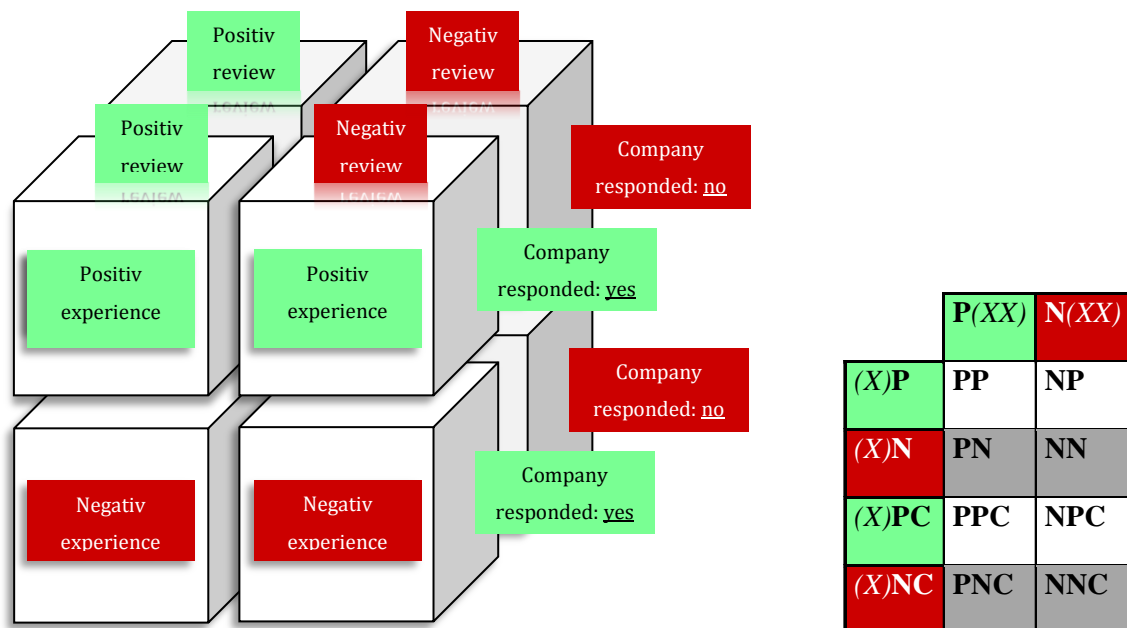 Positiv
review
Negativ
review
Positiv
review
Negativ
review
Company
responded: no
Company
responded: yes
Positiv
experience
Positiv
experience
Company
responded: no
Company
responded: yes
Negativ
experience
Negativ
experience
P(XX) N(XX)
(X)P PP NP
(X)N PN NN
(X)PC PPC NPC
(X)NC PNC NNC